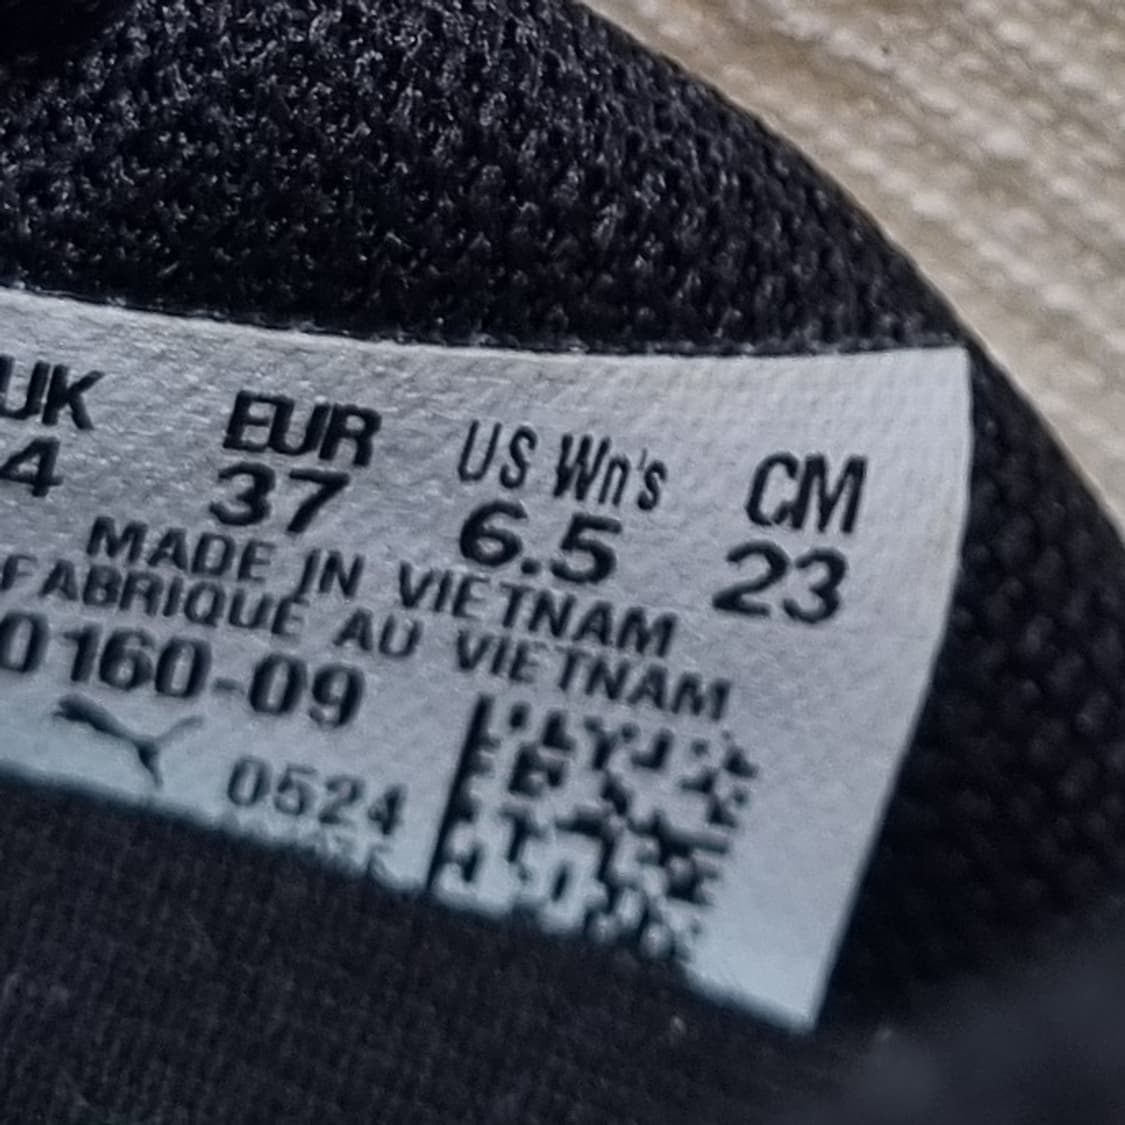 UK EUR US Wn's CM
4 37 6.5 23
MADE IN VIETNAM
FABRIQUÉ AU VIETNAM
0160-09
0524